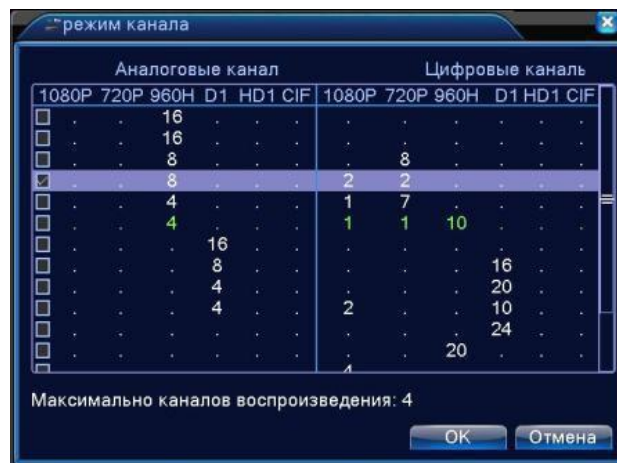 режим канала
Аналоговые канал Цифровые каналь
1080P 720P 960H D1 HD1 CIF 1080P 720P 960H D1 HD1 CIF
. . 16 . . . . . . . . .
. . 16 . . . . . . . . .
. . 8 . . . . 8 . . . .
. . 8 . . . 2 2 . . . .
. . 4 . . . 1 7 . . . .
. . 4 . . . 1 1 10 . . .
. . . 16 . . . . . . . .
. . . 8 . . . . . 16 . .
. . . 4 . . . . . 20 . .
. . . 4 . . 2 . . 10 . .
. . . . . . . . . 24 . .
. . . . . . . . 20 . . .
Максимально каналов воспроизведения: 4
OK Отмена